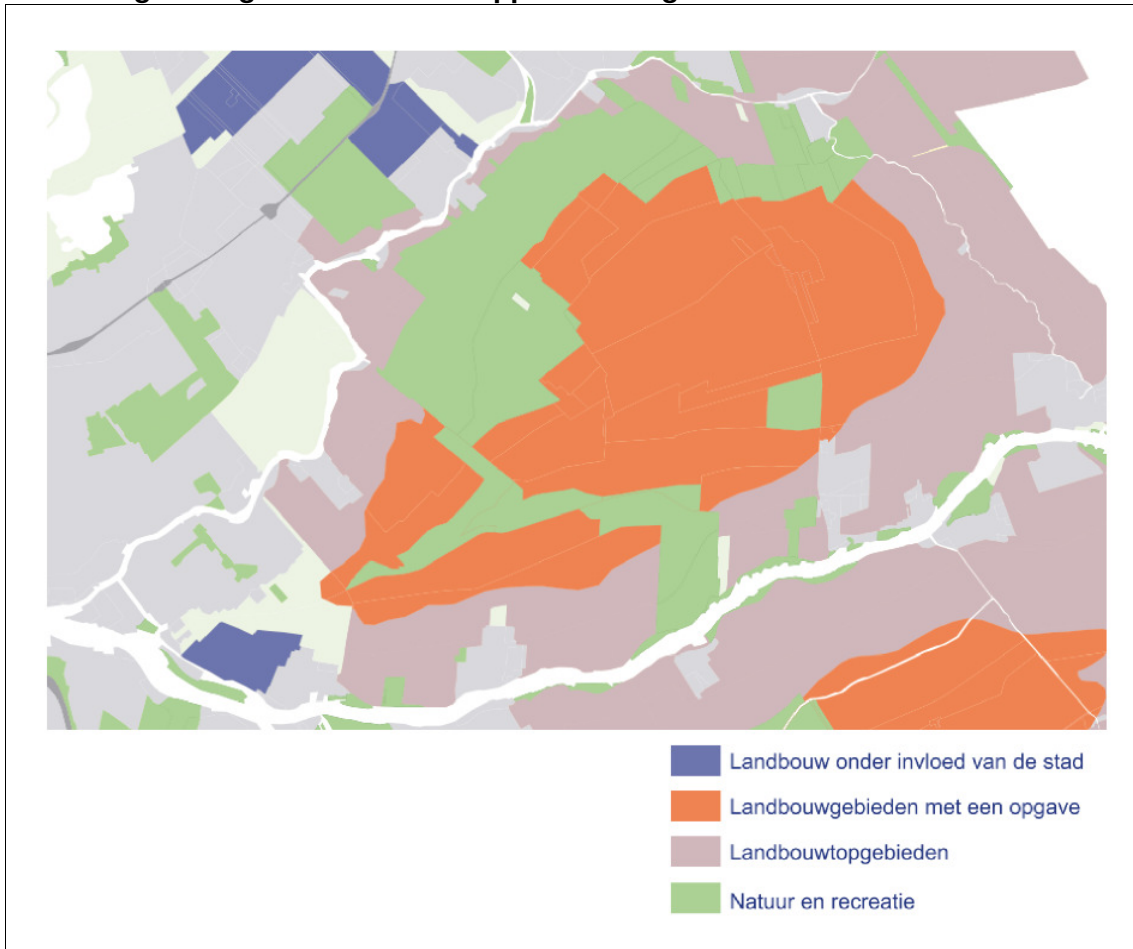 Landbouw onder invloed van de stad
Landbouwgebieden met een opgave
Landbouwtopgebieden
Natuur en recreatie